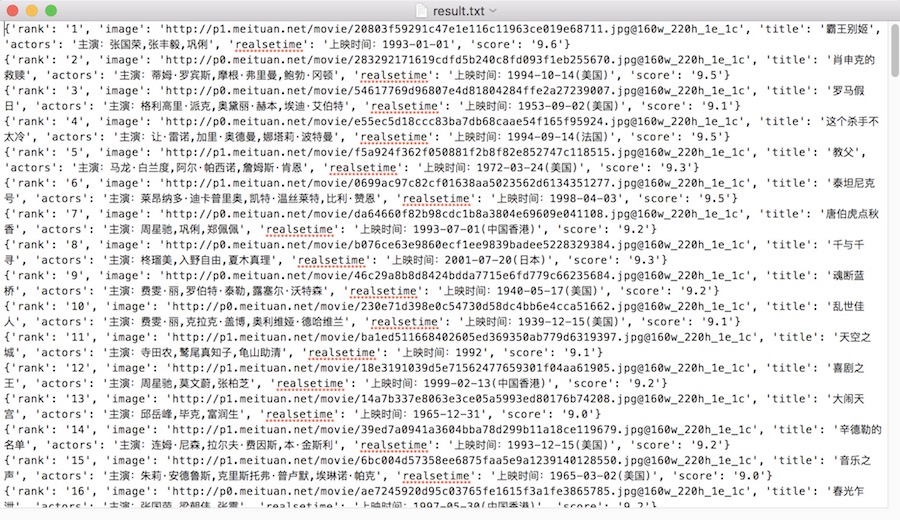 result.txt
{'rank': '1', 'image': 'http://p1.meituan.net/movie/20803f59291c47e1e116c11963ce019e68711.jpg@160w_220h_1e_1c', 'title': '霸王别姬
', 'actors': '主演：张国荣,张丰毅,巩俐', 'realsetime': '上映时间：1993-01-01', 'score': '9.6'}
{'rank': '2', 'image': 'http://p0.meituan.net/movie/283292171619cdfd5b240c8fd093f1eb255670.jpg@160w_220h_1e_1c', 'title': '肖申克的
救赎', 'actors': '主演：蒂姆·罗宾斯,摩根·弗里曼,鲍勃·冈顿', 'realsetime': '上映时间：1994-10-14(美国)', 'score': '9.5'}
{'rank': '3', 'image': 'http://p0.meituan.net/movie/54617769d96807e4d81804284ffe2a27239007.jpg@160w_220h_1e_1c', 'title': '罗马假
日', 'actors': '主演：格利高里·派克,奥黛丽·赫本,埃迪·艾伯特', 'realsetime': '上映时间：1953-09-02(美国)', 'score': '9.1'}
{'rank': '4', 'image': 'http://p0.meituan.net/movie/e55ec5d18ccc83ba7db68caae54f165f95924.jpg@160w_220h_1e_1c', 'title': '这个杀手不
太冷', 'actors': '主演：让·雷诺,加里·奥德曼,娜塔莉·波特曼', 'realsetime': '上映时间：1994-09-14(法国)', 'score': '9.5'}
{'rank': '5', 'image': 'http://p1.meituan.net/movie/f5a924f362f050881f2b8f82e852747c118515.jpg@160w_220h_1e_1c', 'title': '教父',
'actors': '主演：马龙·白兰度,阿尔·帕西诺,詹姆斯·肯恩', 'realsetime': '上映时间：1972-03-24(美国)', 'score': '9.3'}
{'rank': '6', 'image': 'http://p1.meituan.net/movie/0699ac97c82cf01638aa5023562d6134351277.jpg@160w_220h_1e_1c', 'title': '泰坦尼克
号', 'actors': '主演：莱昂纳多·迪卡普里奥,凯特·温丝莱特,比利·赞恩', 'realsetime': '上映时间：1998-04-03', 'score': '9.5'}
{'rank': '7', 'image': 'http://p0.meituan.net/movie/da64660f82b98cdc1b8a3804e69609e041108.jpg@160w_220h_1e_1c', 'title': '唐伯虎点秋
香', 'actors': '主演：周星驰,巩俐,郑佩佩', 'realsetime': '上映时间：1993-07-01(中国香港)', 'score': '9.2'}
{'rank': '8', 'image': 'http://p0.meituan.net/movie/b076ce63e9860ecf1ee9839badee5228329384.jpg@160w_220h_1e_1c', 'title': '千与千
寻', 'actors': '主演：柊瑠美,入野自由,夏木真理', 'realsetime': '上映时间：2001-07-20(日本)', 'score': '9.3'}
{'rank': '9', 'image': 'http://p0.meituan.net/movie/46c29a8b8d8424bdda7715e6fd779c66235684.jpg@160w_220h_1e_1c', 'title': '魂断蓝
桥', 'actors': '主演：费雯·丽,罗伯特·泰勒,露塞尔·沃特森', 'realsetime': '上映时间：1940-05-17(美国)', 'score': '9.2'}
{'rank': '10', 'image': 'http://p0.meituan.net/movie/230e71d398e0c54730d58dc4bb6e4cca51662.jpg@160w_220h_1e_1c', 'title': '乱世佳
人', 'actors': '主演：费雯·丽,克拉克·盖博,奥利维娅·德哈维兰', 'realsetime': '上映时间：1939-12-15(美国)', 'score': '9.1'}
{'rank': '11', 'image': 'http://p1.meituan.net/movie/ba1ed511668402605ed369350ab779d6319397.jpg@160w_220h_1e_1c', 'title': '天空之
城', 'actors': '主演：寺田农,鹫尾真知子,龟山助清', 'realsetime': '上映时间：1992', 'score': '9.1'}
{'rank': '12', 'image': 'http://p1.meituan.net/movie/18e3191039d5e71562477659301f04aa61905.jpg@160w_220h_1e_1c', 'title': '喜剧之
王', 'actors': '主演：周星驰,莫文蔚,张柏芝', 'realsetime': '上映时间：1999-02-13(中国香港)', 'score': '9.2'}
{'rank': '13', 'image': 'http://p1.meituan.net/movie/14a7b337e8063e3ce05a5993ed80176b74208.jpg@160w_220h_1e_1c', 'title': '大闹天
宫', 'actors': '主演：邱岳峰,毕克,富润生', 'realsetime': '上映时间：1965-12-31', 'score': '9.0'}
{'rank': '14', 'image': 'http://p1.meituan.net/movie/39ed7a0941a3604bba78d299b11a18ce119679.jpg@160w_220h_1e_1c', 'title': '辛德勒的
名单', 'actors': '主演：连姆·尼森,拉尔夫·费因斯,本·金斯利', 'realsetime': '上映时间：1993-12-15(美国)', 'score': '9.2'}
{'rank': '15', 'image': 'http://p0.meituan.net/movie/6bc004d57358ee6875faa5e9a1239140128550.jpg@160w_220h_1e_1c', 'title': '音乐之
声', 'actors': '主演：朱莉·安德鲁斯,克里斯托弗·普卢默,埃琳诺·帕克', 'realsetime': '上映时间：1965-03-02(美国)', 'score': '9.0'}
{'rank': '16', 'image': 'http://p0.meituan.net/movie/ae7245920d95c03765fe1615f3a1fe3865785.jpg@160w_220h_1e_1c', 'title': '春光乍
泄', 'actors': '主演：张国荣,梁朝伟,张震', 'realsetime': '上映时间：1997-05-30(中国香港)', 'score': '9.2'}